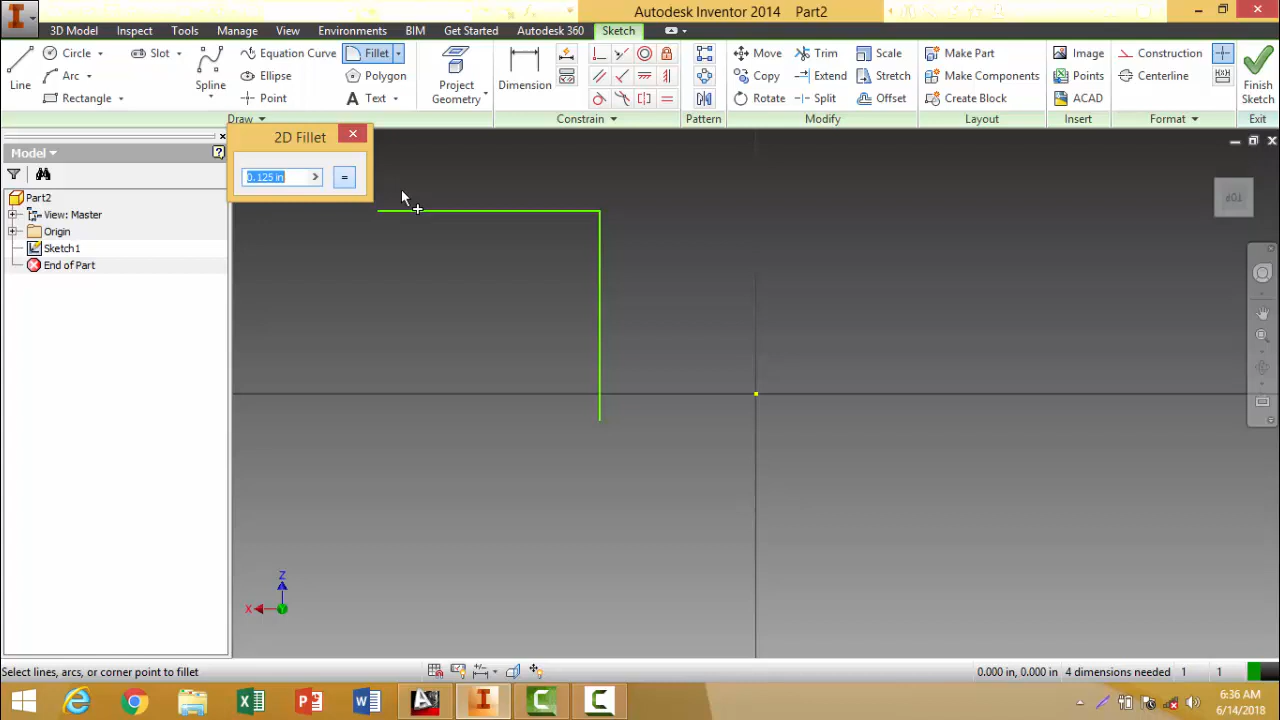 Autodesk Inventor 2014 Part2
3D Model Inspect Tools Manage View Environments BIM Get Started Autodesk 360 Sketch
Line
Circle
Arc
Rectangle
Slot
Spline
Equation Curve
Ellipse
Point
Fillet
Polygon
Text
Project
Geometry
Dimension
Move
Copy
Rotate
Trim
Extend
Split
Scale
Stretch
Offset
Make Part
Make Components
Create Block
Image
Points
ACAD
Construction
Centerline
Finish
Sketch
Draw Constrain Pattern Modify Layout Insert Format Exit
2D Fillet
0.125 in
=
Model
Part2
View: Master
Origin
Sketch1
End of Part
TOP
Z
X
Y
Select lines, arcs, or corner point to fillet
0.000 in, 0.000 in 4 dimensions needed 1 1
6:36 AM
6/14/2018